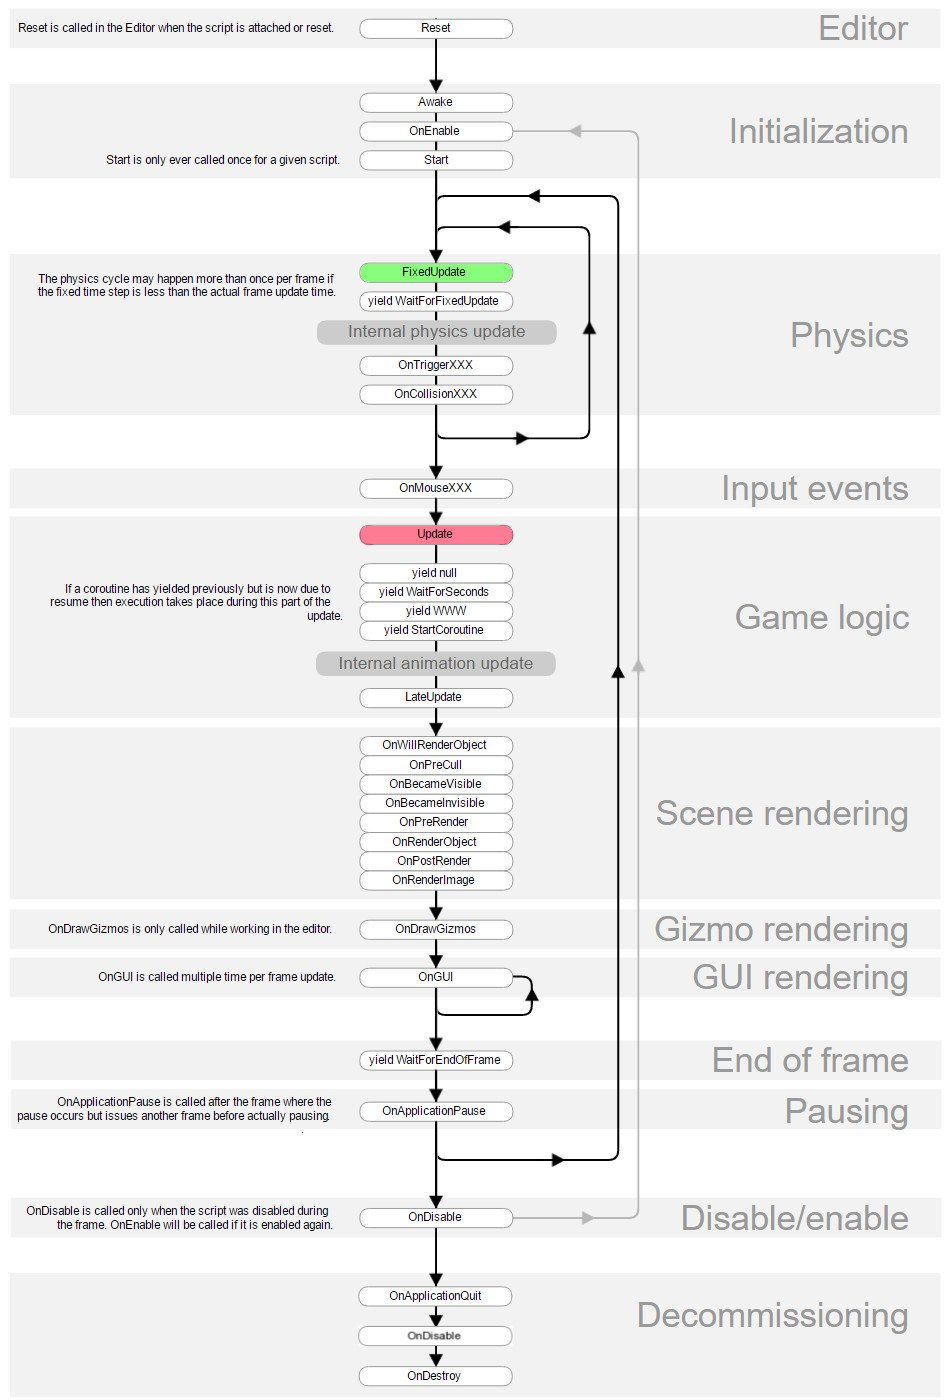 Reset is called in the Editor when the script is attached or reset.
Reset
Editor
Awake
OnEnable
Initialization
Start is only ever called once for a given script.
Start
The physics cycle may happen more than once per frame if
the fixed time step is less than the actual frame update time.
FixedUpdate
yield WaitForFixedUpdate
Internal physics update
Physics
OnTriggerXXX
OnCollisionXXX
OnMouseXXX
Input events
Update
If a coroutine has yielded previously but is now due to
resume then execution takes place during this part of the
update.
yield null
yield WaitForSeconds
yield WWW
yield StartCoroutine
Game logic
Internal animation update
LateUpdate
OnWillRenderObject
OnPreCull
OnBecameVisible
OnBecameInvisible
OnPreRender
OnRenderObject
OnPostRender
OnRenderImage
Scene rendering
OnDrawGizmos is only called while working in the editor.
OnDrawGizmos
Gizmo rendering
OnGUI is called multiple time per frame update.
OnGUI
GUI rendering
yield WaitForEndOfFrame
End of frame
OnApplicationPause is called after the frame where the
pause occurs but issues another frame before actually pausing.
.
OnApplicationPause
Pausing
OnDisable is called only when the script was disabled during
the frame. OnEnable will be called if it is enabled again.
OnDisable
Disable/enable
OnApplicationQuit
Decommissioning
OnDisable
OnDestroy